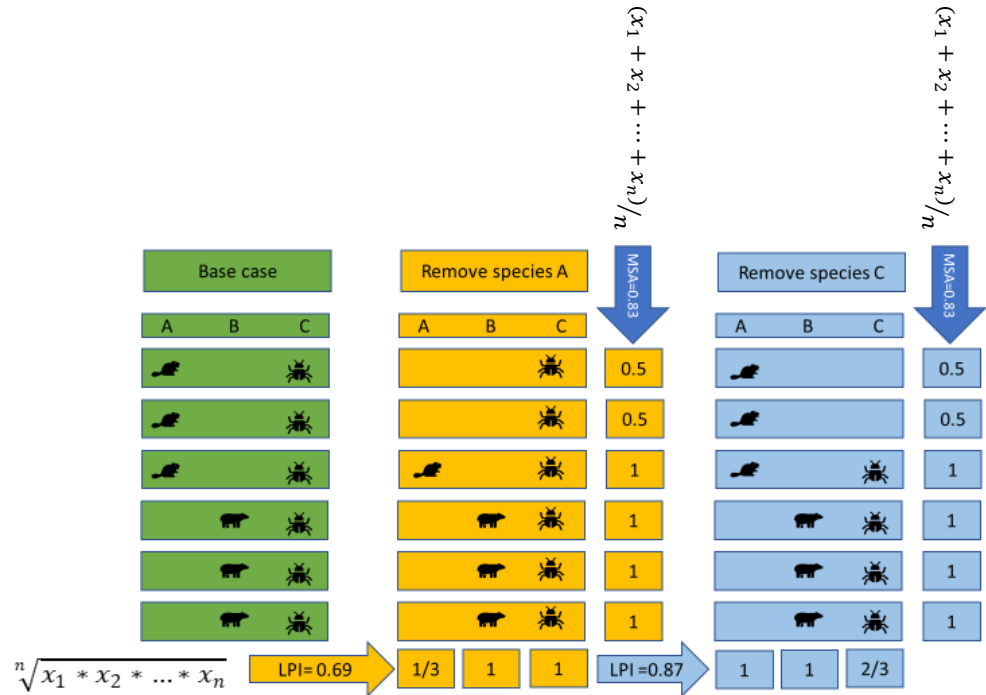 (x₁ + x₂ + ⋯ + xₙ)/n
(x₁ + x₂ + ⋯ + xₙ)/n
MSA=0.83
MSA=0.83
Base case
Remove species A
Remove species C
A B C
A B C
A B C
0.5
0.5
0.5
0.5
1
1
1
1
1
1
1
1
ⁿ√x₁ * x₂ * … * xₙ
LPI= 0.69
1/3 1 1
LPI =0.87
1 1 2/3